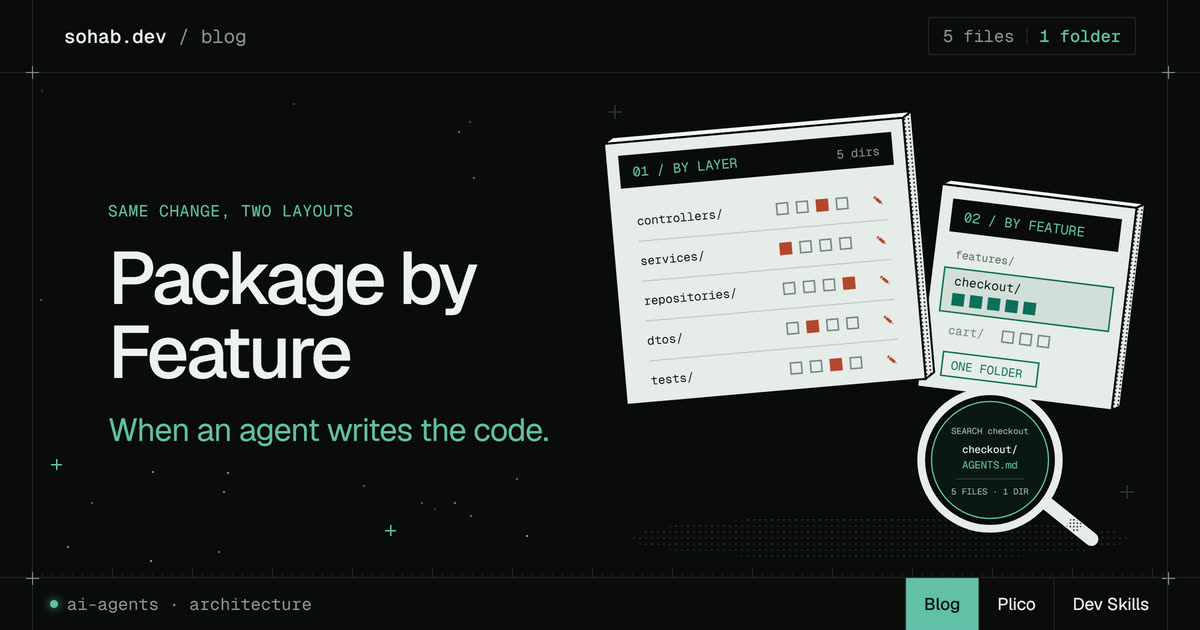 sohab.dev / blog
5 files | 1 folder
SAME CHANGE, TWO LAYOUTS
Package by
Feature
When an agent writes the code.
01 / BY LAYER
5 dirs
controllers/
services/
repositories/
dtos/
tests/
02 / BY FEATURE
features/
checkout/
cart/
ONE FOLDER
SEARCH checkout
checkout/
AGENTS.md
5 FILES · 1 DIR
ai-agents · architecture
Blog
Plico
Dev Skills